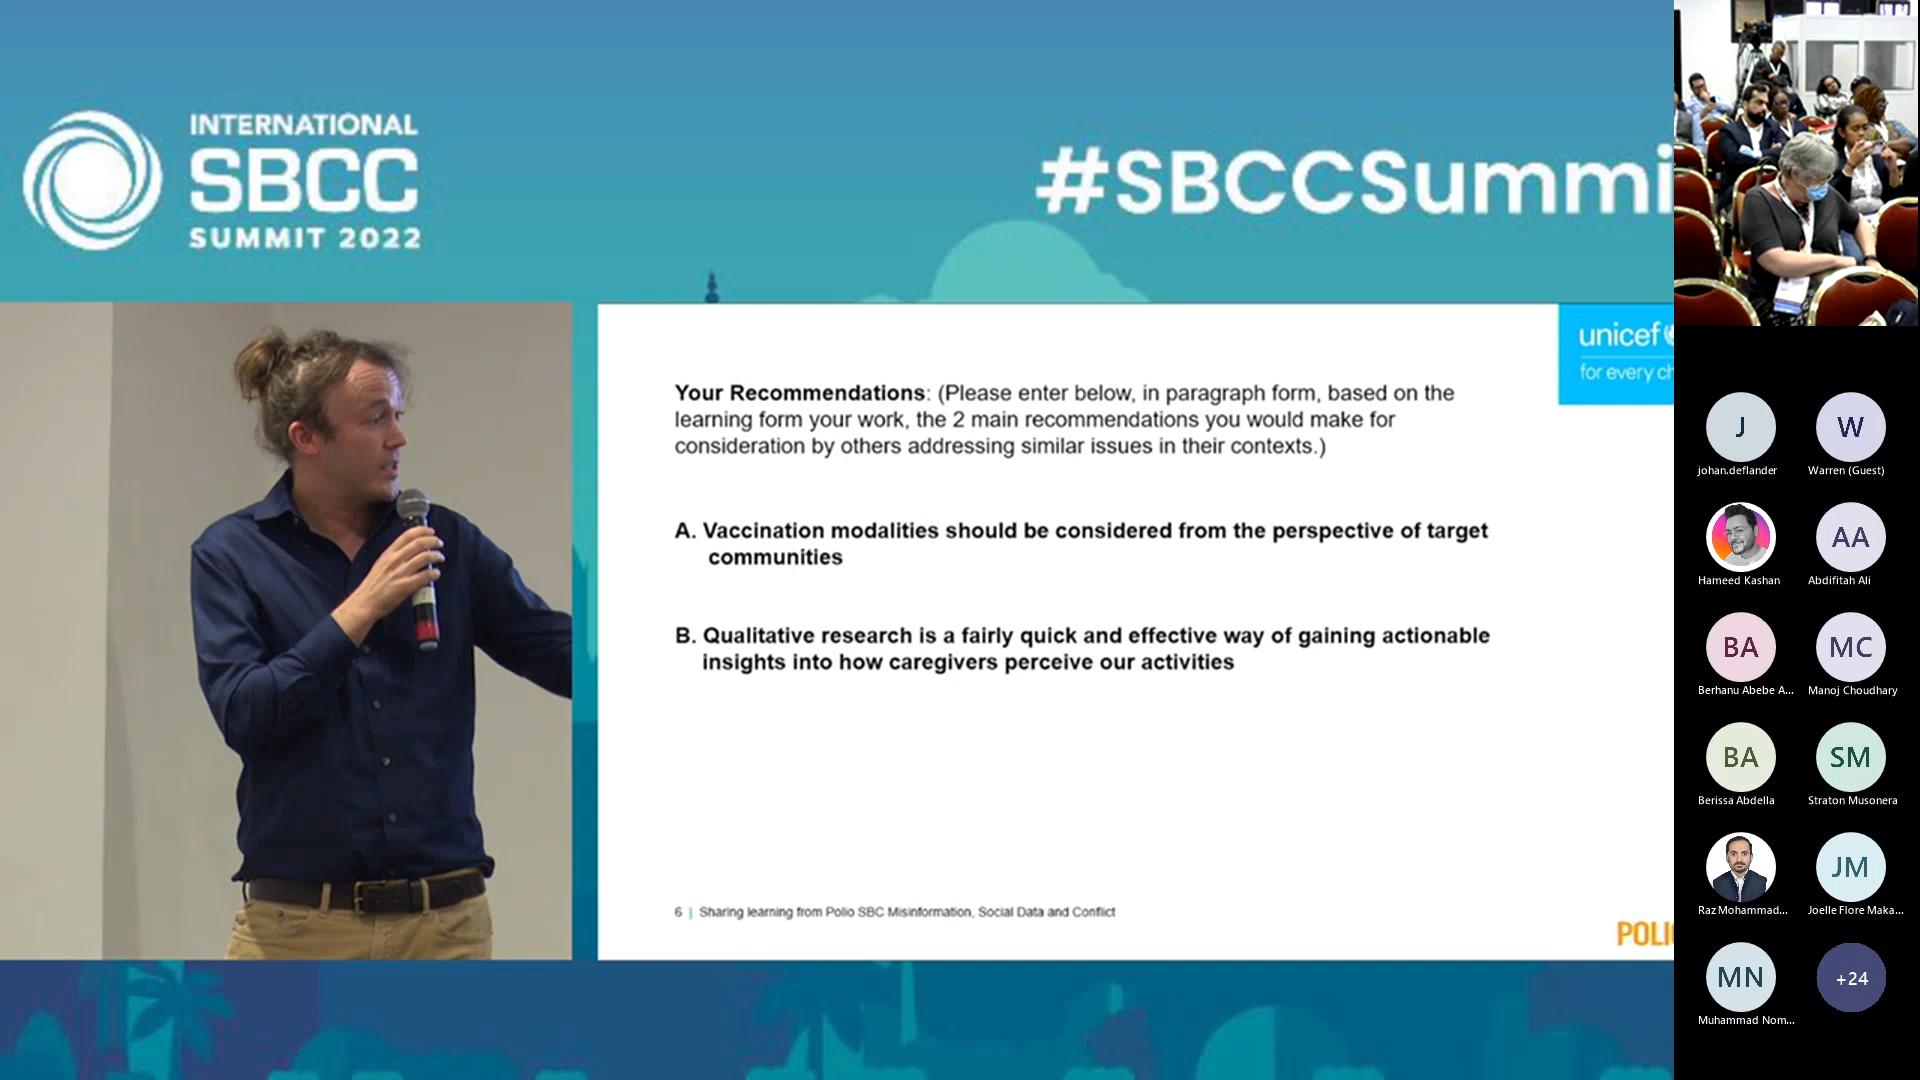 INTERNATIONAL
SBCC
SUMMIT 2022
#SBCCSummi
unicef
for every ch
Your Recommendations: (Please enter below, in paragraph form, based on the
learning form your work, the 2 main recommendations you would make for
consideration by others addressing similar issues in their contexts.)
A. Vaccination modalities should be considered from the perspective of target
communities
B. Qualitative research is a fairly quick and effective way of gaining actionable
insights into how caregivers perceive our activities
6 | Sharing learning from Polio SBC Misinformation, Social Data and Conflict
POLI
J
johan.deflander
W
Warren (Guest)
Hameed Kashan
AA
Abdifitah Ali
BA
Berhanu Abebe A...
MC
Manoj Choudhary
BA
Berissa Abdella
SM
Straton Musonera
Raz Mohammad...
JM
Joelle Flore Maka...
MN
Muhammad Nom...
+24